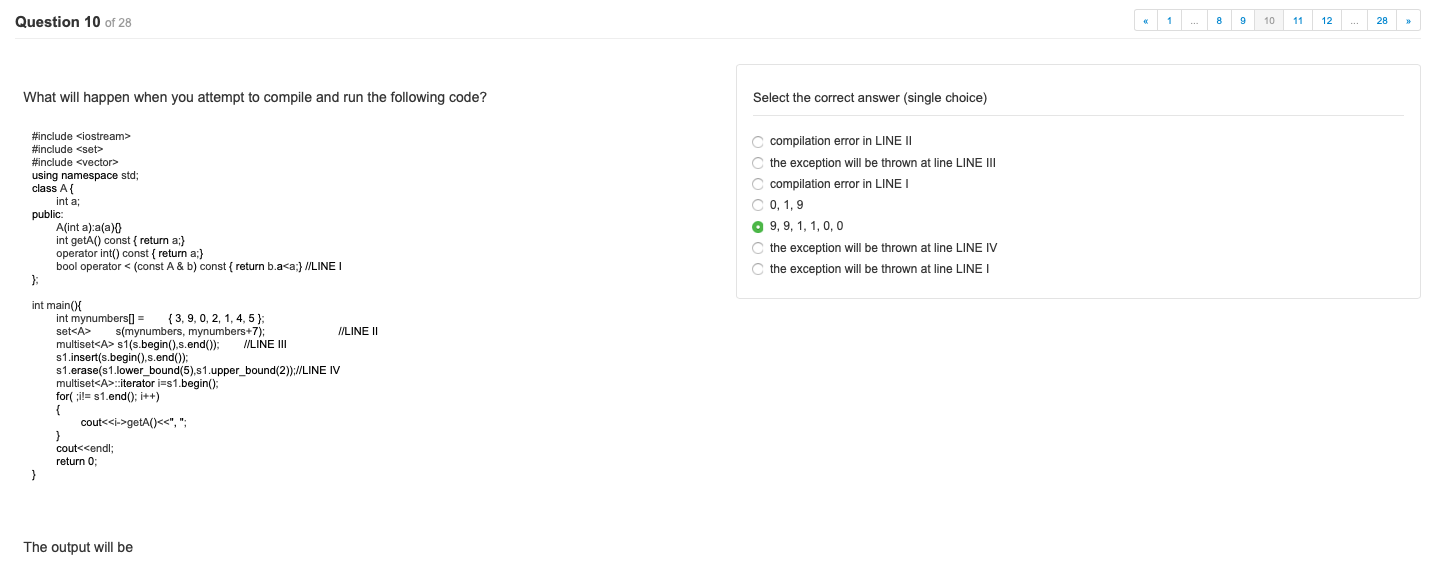 Question 10 of 28
« 1 ... 8 9 10 11 12 ... 28 »
What will happen when you attempt to compile and run the following code?
#include <iostream>
#include <set>
#include <vector>
using namespace std;
class A {
int a;
public:
A(int a):a(a){}
int getA() const { return a;}
operator int() const { return a;}
bool operator < (const A & b) const { return b.a<a;} //LINE I
};
int main(){
int mynumbers[] = { 3, 9, 0, 2, 1, 4, 5 };
set<A> s(mynumbers, mynumbers+7); //LINE II
multiset<A> s1(s.begin(),s.end()); //LINE III
s1.insert(s.begin(),s.end());
s1.erase(s1.lower_bound(5),s1.upper_bound(2));//LINE IV
multiset<A>::iterator i=s1.begin();
for( ;i!= s1.end(); i++)
{
cout<<i->getA()<<", ";
}
cout<<endl;
return 0;
}
The output will be
Select the correct answer (single choice)
compilation error in LINE II
the exception will be thrown at line LINE III
compilation error in LINE I
0, 1, 9
9, 9, 1, 1, 0, 0
the exception will be thrown at line LINE IV
the exception will be thrown at line LINE I